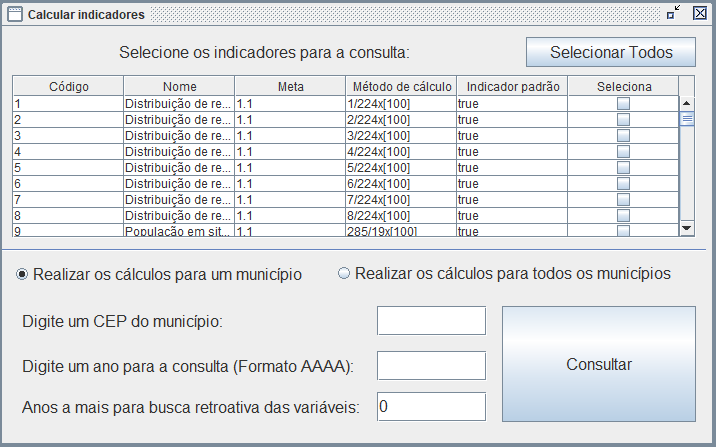 Calcular indicadores
Selecione os indicadores para a consulta:
Selecionar Todos
Código Nome Meta Método de cálculo Indicador padrão Seleciona
1 Distribuição de re... 1.1 1/224x[100] true
2 Distribuição de re... 1.1 2/224x[100] true
3 Distribuição de re... 1.1 3/224x[100] true
4 Distribuição de re... 1.1 4/224x[100] true
5 Distribuição de re... 1.1 5/224x[100] true
6 Distribuição de re... 1.1 6/224x[100] true
7 Distribuição de re... 1.1 7/224x[100] true
8 Distribuição de re... 1.1 8/224x[100] true
9 População em sit... 1.1 285/19x[100] true
Realizar os cálculos para um município
Realizar os cálculos para todos os municípios
Digite um CEP do município:
Digite um ano para a consulta (Formato AAAA):
Anos a mais para busca retroativa das variáveis: 0
Consultar